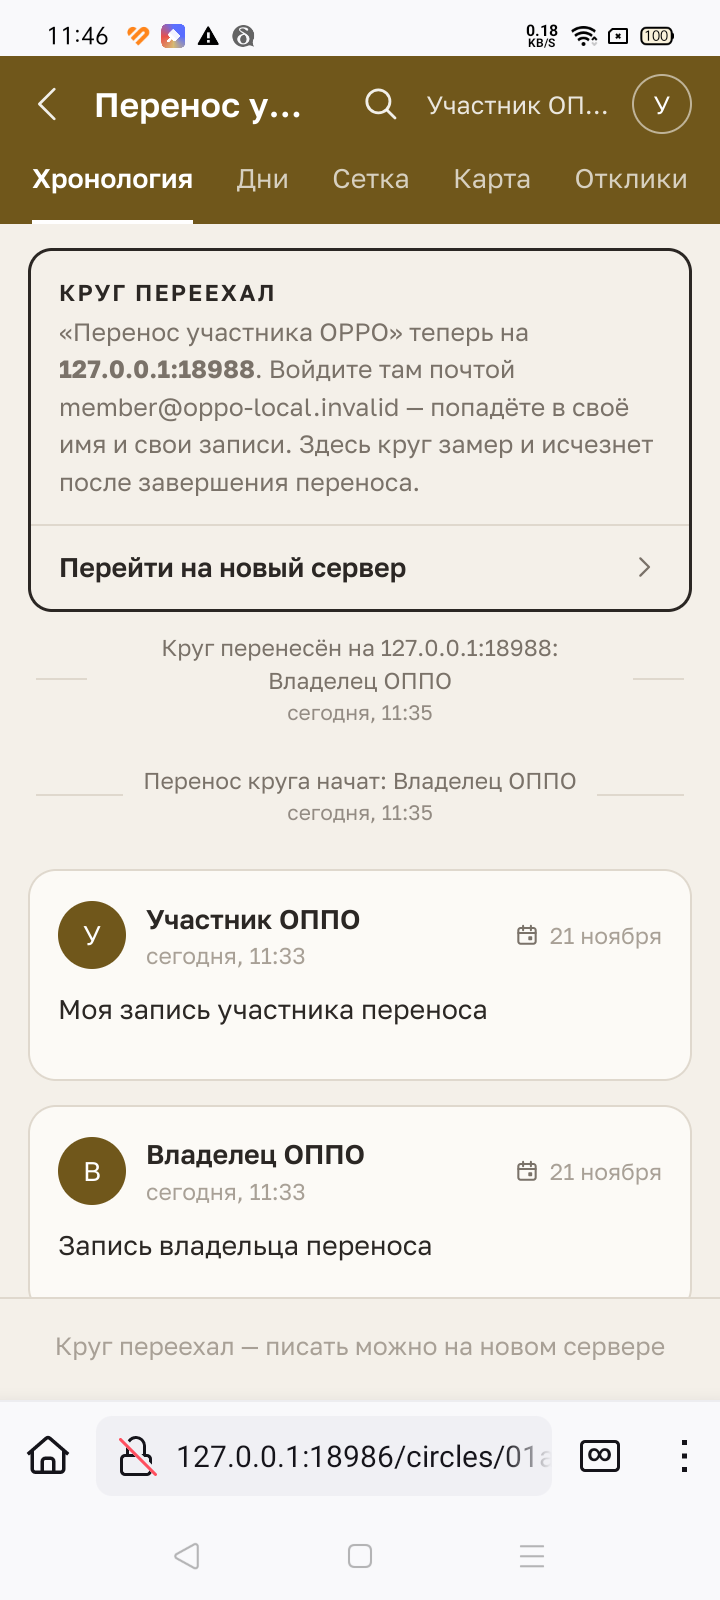 11:46
0.18
KB/S
100
Перенос у...
Участник ОП...
У
Хронология
Дни
Сетка
Карта
Отклики
КРУГ ПЕРЕЕХАЛ
«Перенос участника OPPO» теперь на
127.0.0.1:18988. Войдите там почтой
member@oppo-local.invalid — попадёте в своё
имя и свои записи. Здесь круг замер и исчезнет
после завершения переноса.
Перейти на новый сервер
Круг перенесён на 127.0.0.1:18988:
Владелец ОППО
сегодня, 11:35
Перенос круга начат: Владелец ОППО
сегодня, 11:35
У
Участник ОППО
сегодня, 11:33
21 ноября
Моя запись участника переноса
В
Владелец ОППО
сегодня, 11:33
21 ноября
Запись владельца переноса
Круг переехал — писать можно на новом сервере
127.0.0.1:18986/circles/01a